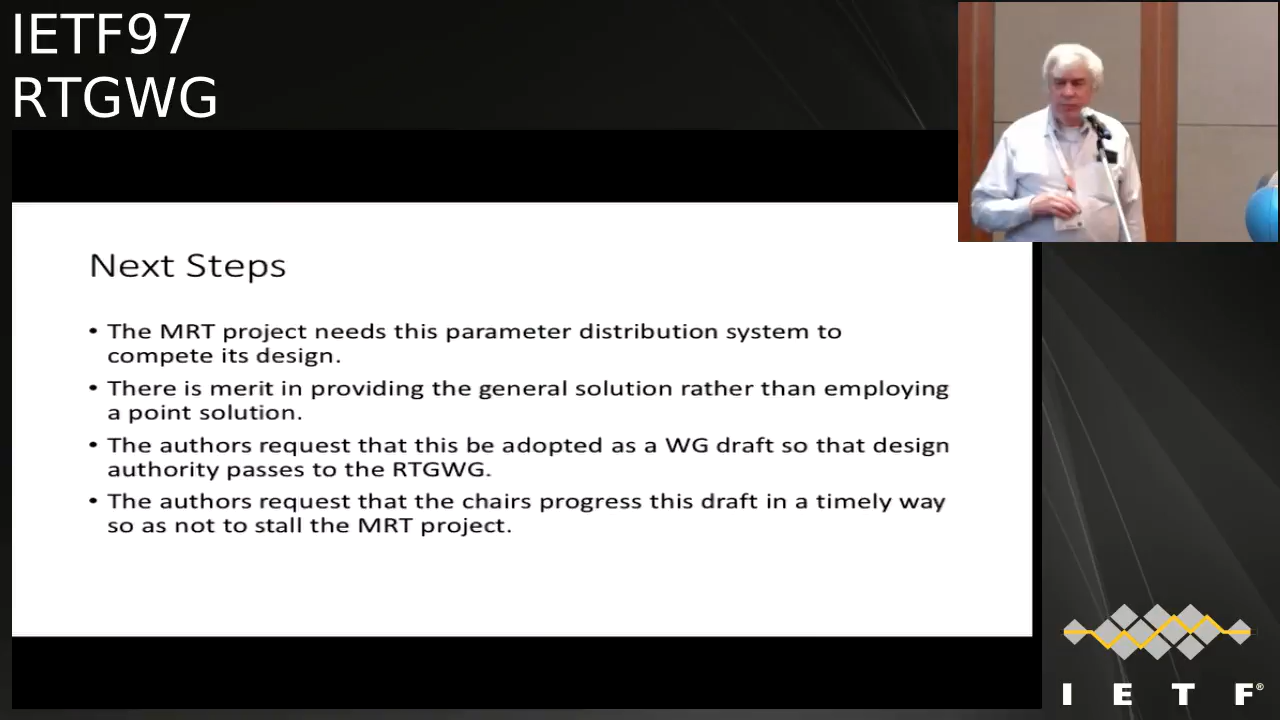 IETF97
RTGWG
Next Steps
• The MRT project needs this parameter distribution system to
compete its design.
• There is merit in providing the general solution rather than employing
a point solution.
• The authors request that this be adopted as a WG draft so that design
authority passes to the RTGWG.
• The authors request that the chairs progress this draft in a timely way
so as not to stall the MRT project.
I E T F®